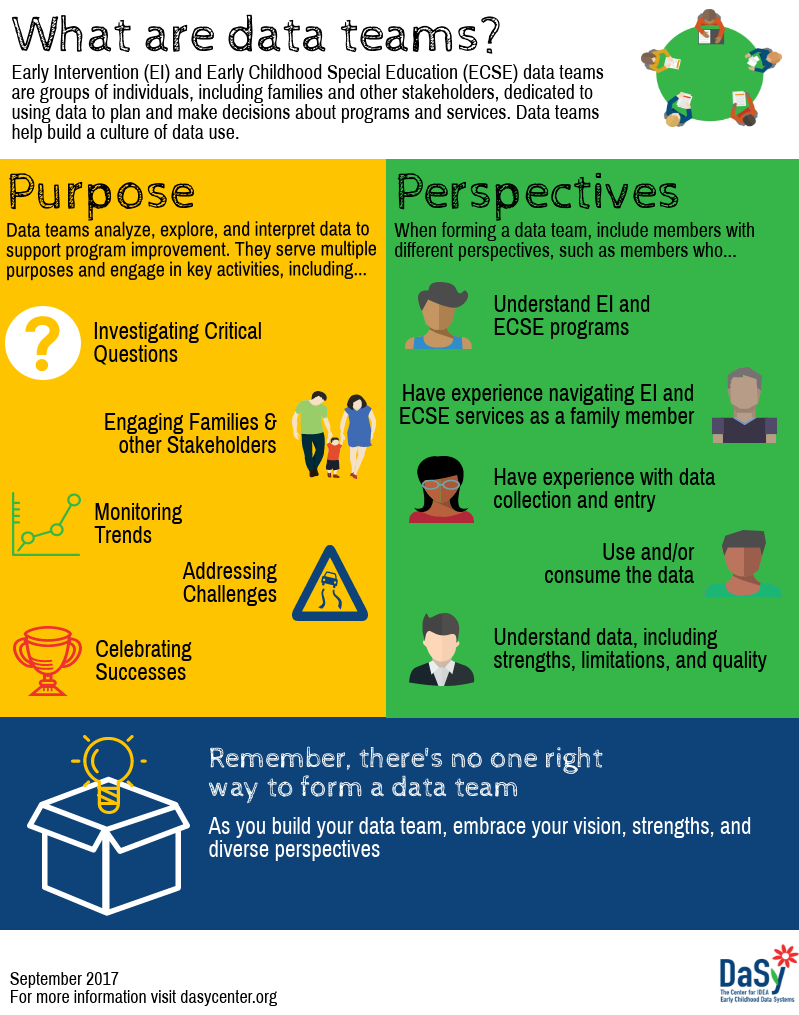 What are data teams?
Early Intervention (EI) and Early Childhood Special Education (ECSE) data teams
are groups of individuals, including families and other stakeholders, dedicated to
using data to plan and make decisions about programs and services. Data teams
help build a culture of data use.
Purpose
Data teams analyze, explore, and interpret data to
support program improvement. They serve multiple
purposes and engage in key activities, including...
Investigating Critical
Questions
Engaging Families &
other Stakeholders
Monitoring
Trends
Addressing
Challenges
Celebrating
Successes
Perspectives
When forming a data team, include members with
different perspectives, such as members who...
Understand EI and
ECSE programs
Have experience navigating EI and
ECSE services as a family member
Have experience with data
collection and entry
Use and/or
consume the data
Understand data, including
strengths, limitations, and quality
Remember, there's no one right
way to form a data team
As you build your data team, embrace your vision, strengths, and
diverse perspectives
September 2017
For more information visit dasycenter.org
DaSy
The Center for IDEA
Early Childhood Data Systems